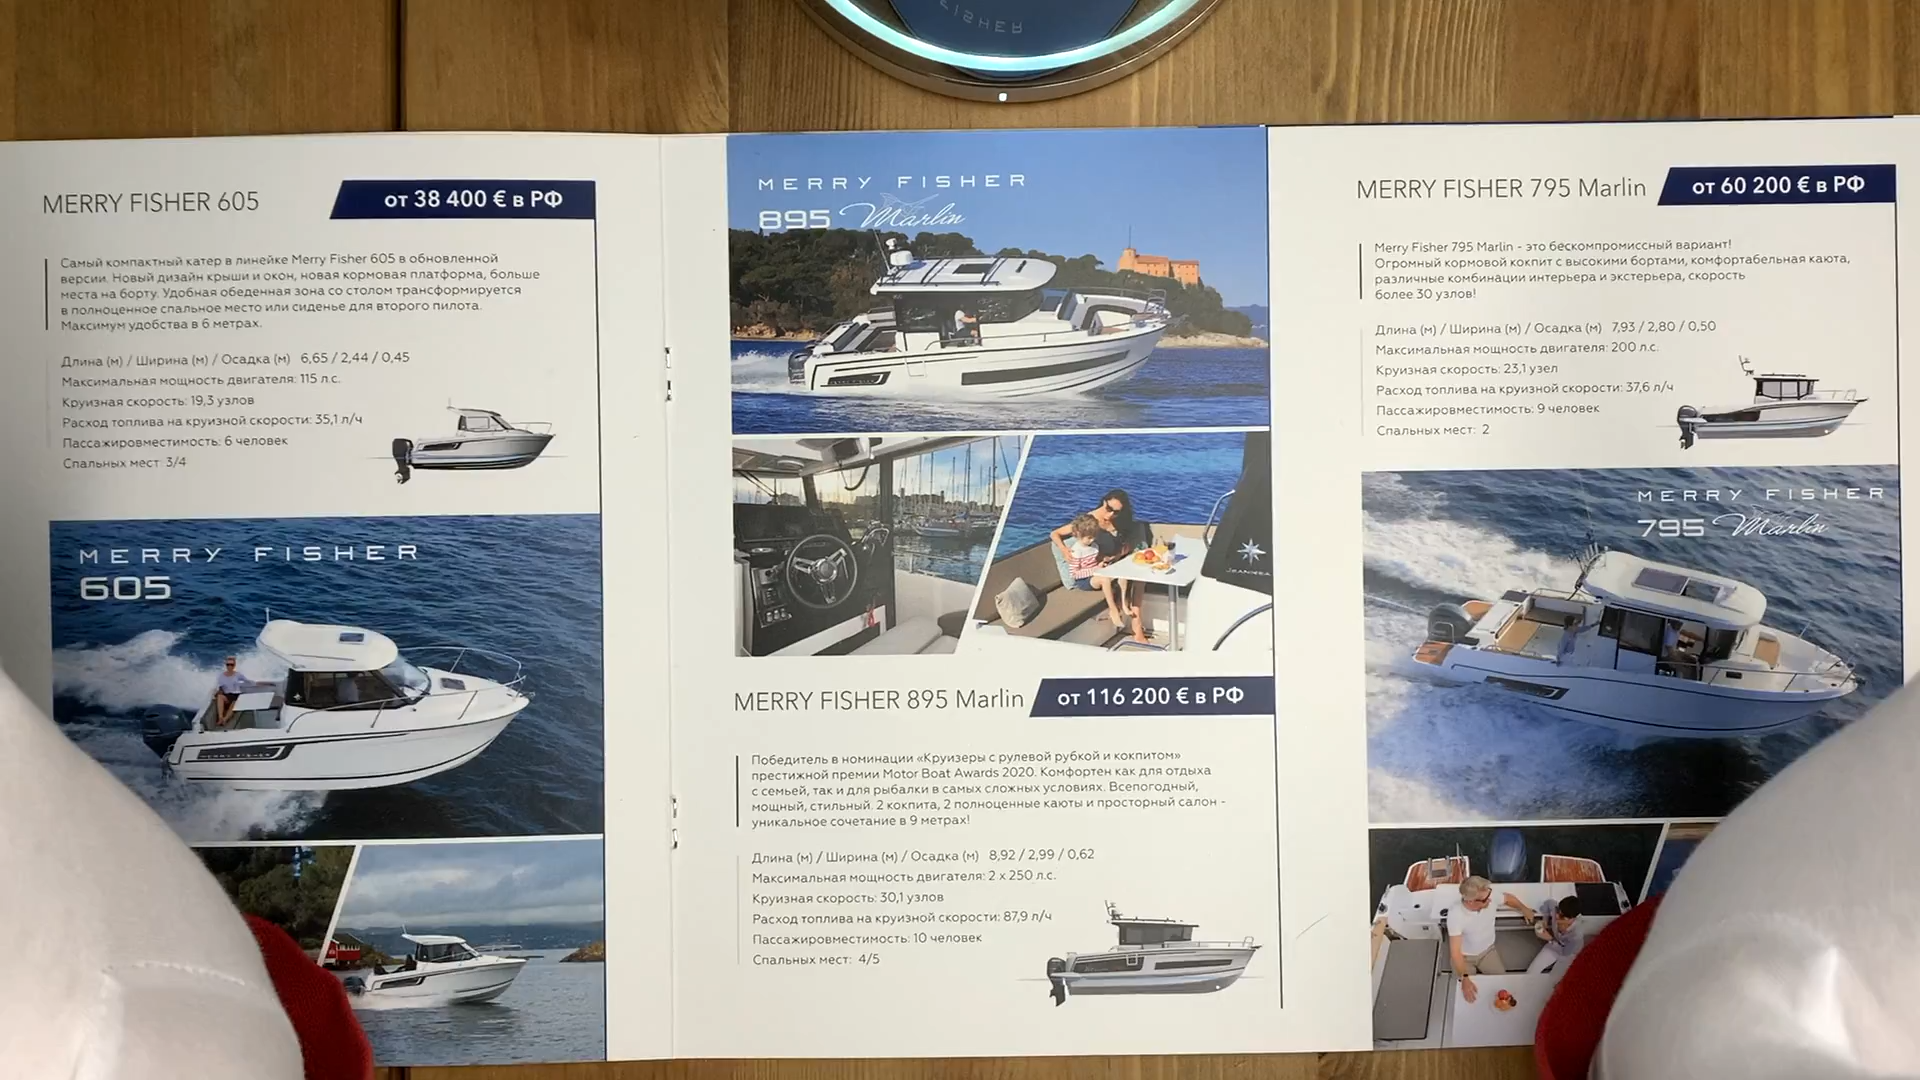 FISHER
MERRY FISHER 605
от 38 400 € в РФ
Самый компактный катер в линейке Merry Fisher 605 в обновленной
версии. Новый дизайн крыши и окон, новая кормовая платформа, больше
места на борту. Удобная обеденная зона со столом трансформируется
в полноценное спальное место или сиденье для второго пилота.
Максимум удобства в 6 метрах.
Длина (м) / Ширина (м) / Осадка (м) 6,65 / 2,44 / 0,45
Максимальная мощность двигателя: 115 л.с.
Круизная скорость: 19,3 узлов
Расход топлива на круизной скорости: 35,1 л/ч
Пассажировместимость: 6 человек
Спальных мест: 3/4
MERRY FISHER
605
MERRY FISHER
MERRY FISHER
895 Marlin
JEANNEAU
MERRY FISHER 895 Marlin
от 116 200 € в РФ
Победитель в номинации «Круизеры с рулевой рубкой и кокпитом»
престижной премии Motor Boat Awards 2020. Комфортен как для отдыха
с семьей, так и для рыбалки в самых сложных условиях. Всепогодный,
мощный, стильный. 2 кокпита, 2 полноценные каюты и просторный салон -
уникальное сочетание в 9 метрах!
Длина (м) / Ширина (м) / Осадка (м) 8,92 / 2,99 / 0,62
Максимальная мощность двигателя: 2 x 250 л.с.
Круизная скорость: 30,1 узлов
Расход топлива на круизной скорости: 87,9 л/ч
Пассажировместимость: 10 человек
Спальных мест: 4/5
MERRY FISHER 795 Marlin
от 60 200 € в РФ
Merry Fisher 795 Marlin - это бескомпромиссный вариант!
Огромный кормовой кокпит с высокими бортами, комфортабельная каюта,
различные комбинации интерьера и экстерьера, скорость
более 30 узлов!
Длина (м) / Ширина (м) / Осадка (м) 7,93 / 2,80 / 0,50
Максимальная мощность двигателя: 200 л.с.
Круизная скорость: 23,1 узел
Расход топлива на круизной скорости: 37,6 л/ч
Пассажировместимость: 9 человек
Спальных мест: 2
MERRY FISHER
795 Marlin